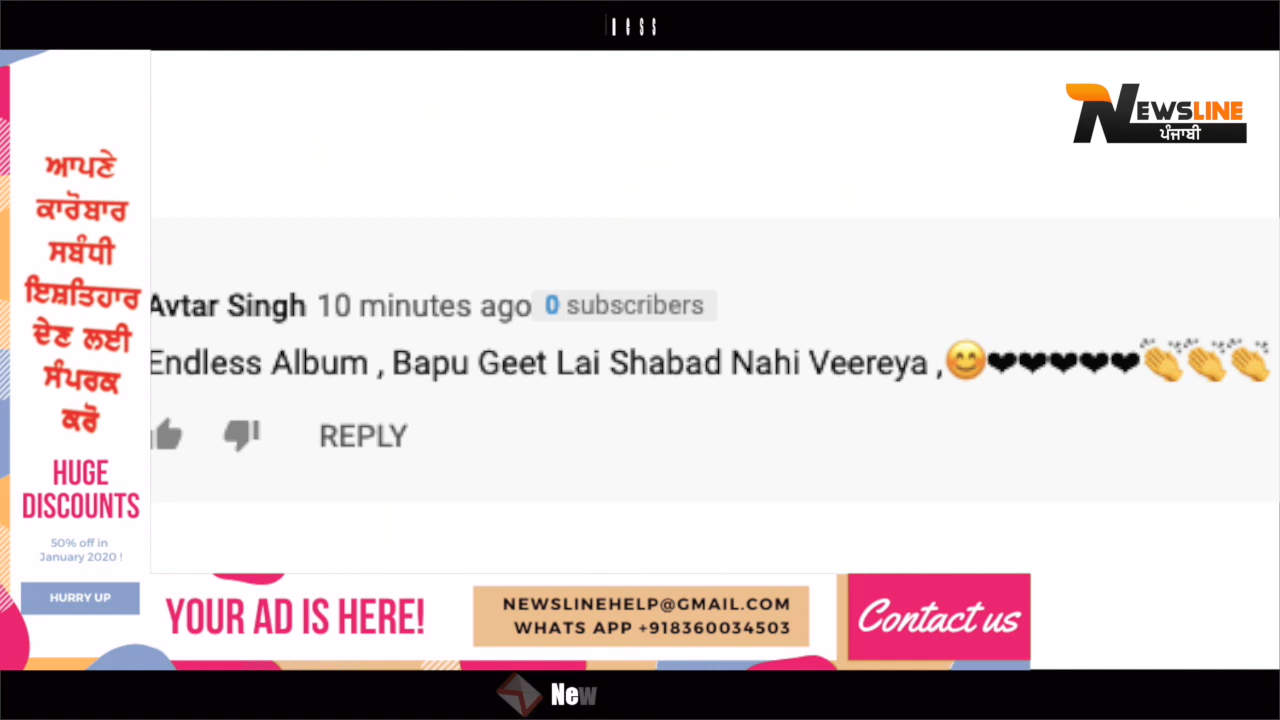 ness
NEWSLINE
ਪੰਜਾਬੀ
ਆਪਣੇ
ਕਾਰੋਬਾਰ
ਸਬੰਧੀ
ਇਸ਼ਤਿਹਾਰ
ਦੇਣ ਲਈ
ਸੰਪਰਕ
ਕਰੋ
HUGE
DISCOUNTS
50% off in
January 2020 !
HURRY UP
Avtar Singh 10 minutes ago 0 subscribers
Endless Album , Bapu Geet Lai Shabad Nahi Veereya ,😊❤❤❤❤❤👏👏👏
REPLY
YOUR AD IS HERE!
NEWSLINEHELP@GMAIL.COM
WHATS APP +918360034503
Contact us
New